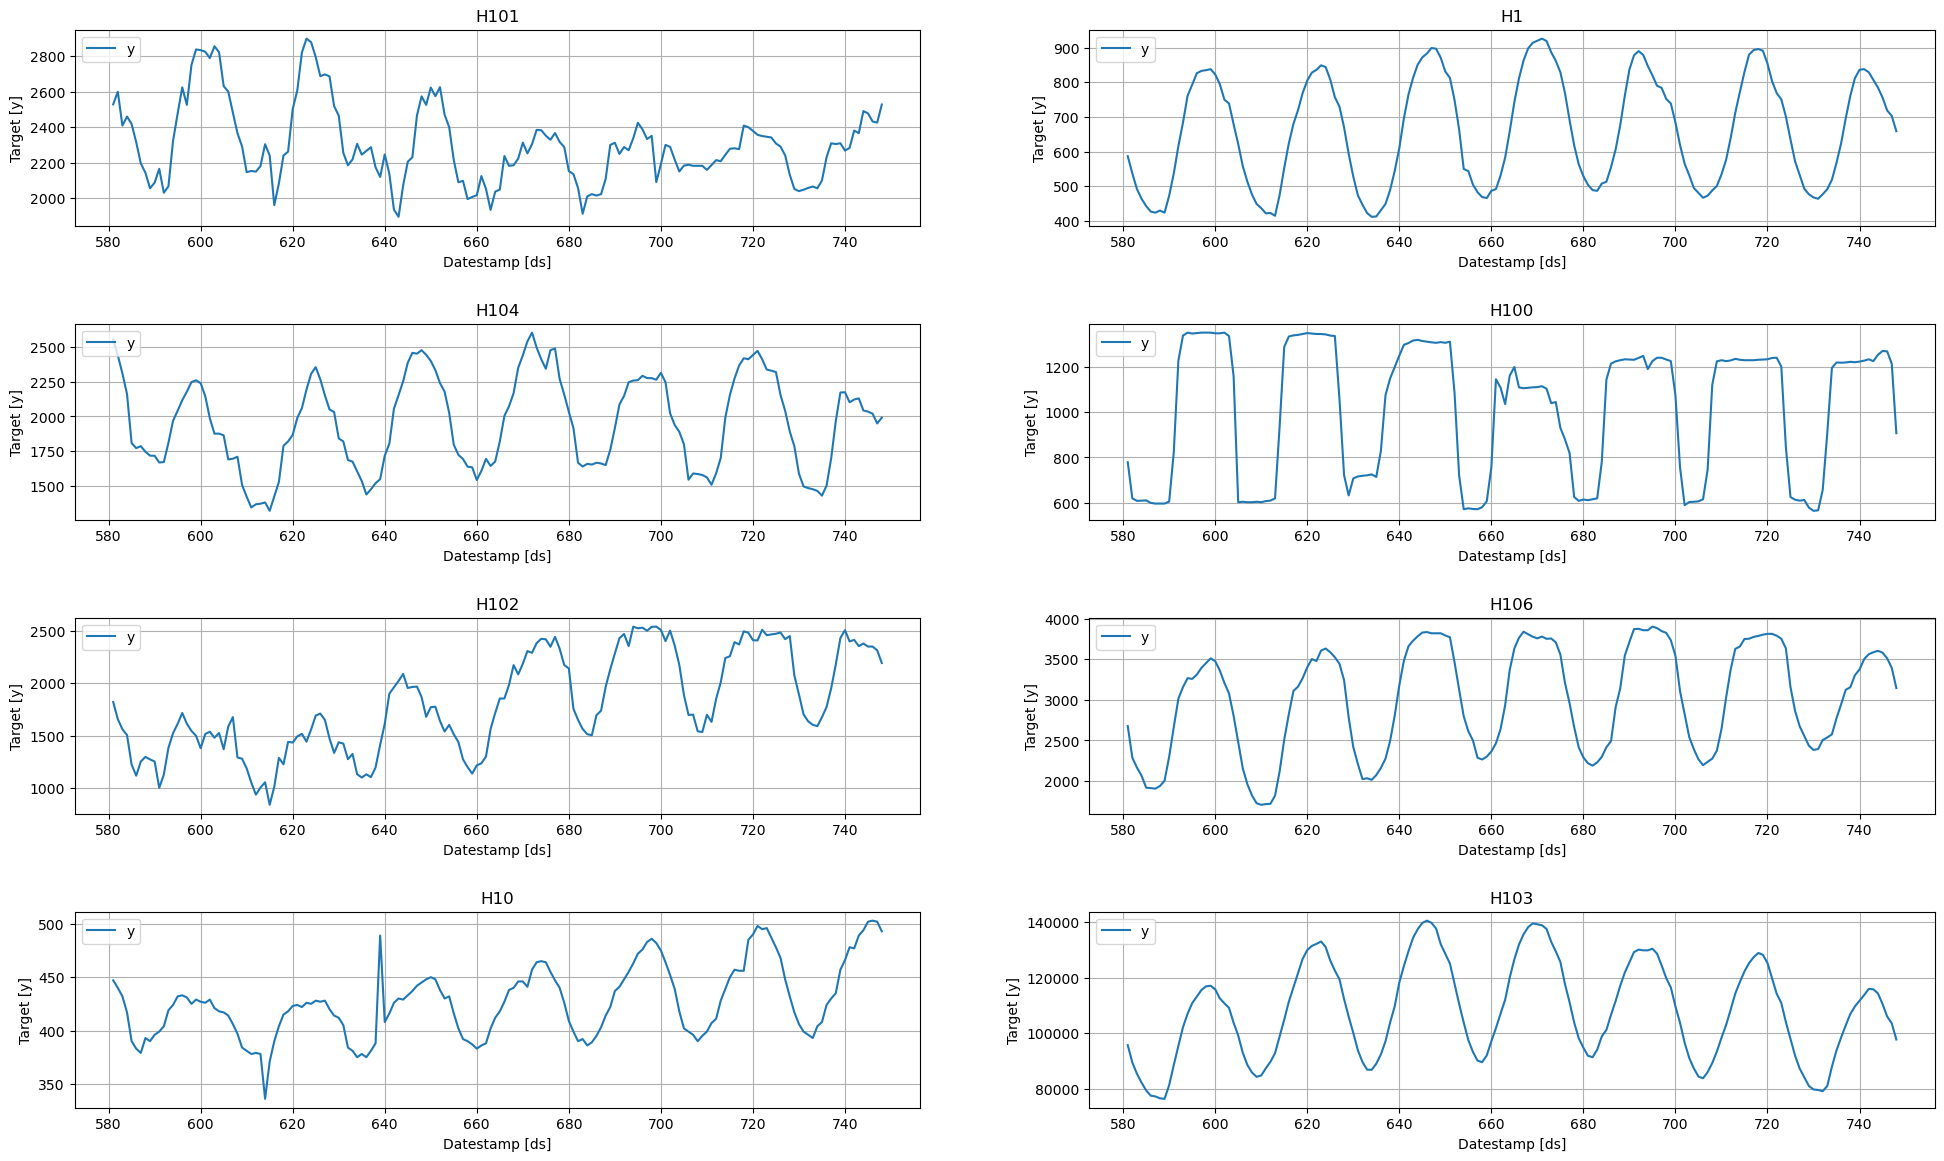 H101
y
Target [y]
2800
2600
2400
2200
2000
580 600 620 640 660 680 700 720 740
Datestamp [ds]
H1
y
Target [y]
900
800
700
600
500
400
580 600 620 640 660 680 700 720 740
Datestamp [ds]
H104
y
Target [y]
2500
2250
2000
1750
1500
580 600 620 640 660 680 700 720 740
Datestamp [ds]
H100
y
Target [y]
1200
1000
800
600
580 600 620 640 660 680 700 720 740
Datestamp [ds]
H102
y
Target [y]
2500
2000
1500
1000
580 600 620 640 660 680 700 720 740
Datestamp [ds]
H106
y
Target [y]
4000
3500
3000
2500
2000
580 600 620 640 660 680 700 720 740
Datestamp [ds]
H10
y
Target [y]
500
450
400
350
580 600 620 640 660 680 700 720 740
Datestamp [ds]
H103
y
Target [y]
140000
120000
100000
80000
580 600 620 640 660 680 700 720 740
Datestamp [ds]